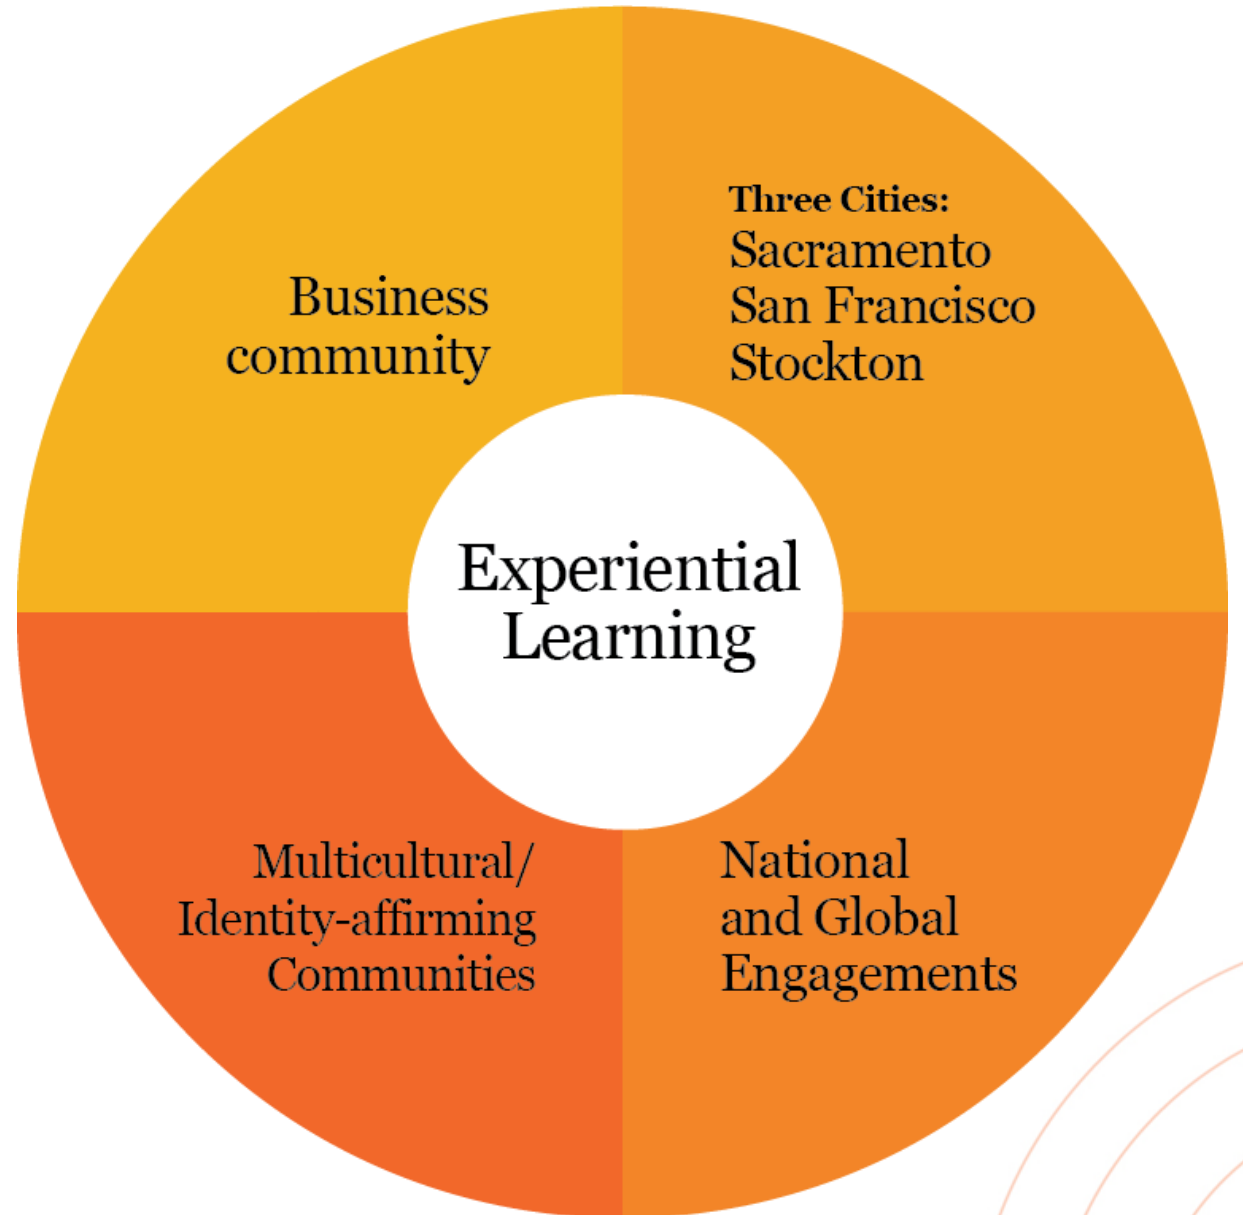 Business
community
Three Cities:
Sacramento
San Francisco
Stockton
Experiential
Learning
Multicultural/
Identity-affirming
Communities
National
and Global
Engagements